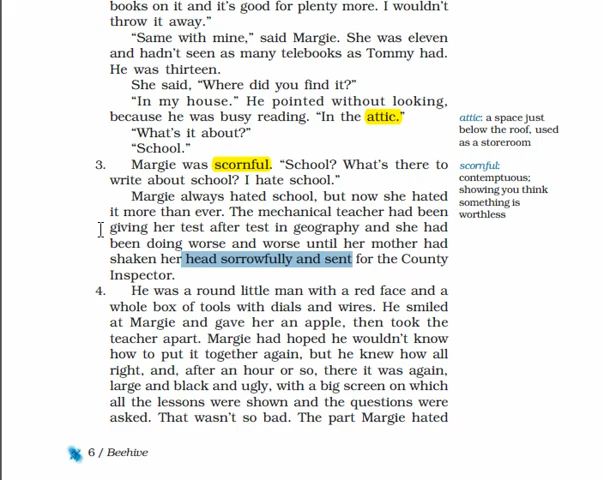 books on it and it's good for plenty more. I wouldn't
throw it away."
"Same with mine," said Margie. She was eleven
and hadn't seen as many telebooks as Tommy had.
He was thirteen.
She said, "Where did you find it?"
"In my house." He pointed without looking,
because he was busy reading. "In the attic."
"What's it about?"
"School."
3. Margie was scornful. "School? What's there to
write about school? I hate school."
Margie always hated school, but now she hated
it more than ever. The mechanical teacher had been
giving her test after test in geography and she had
been doing worse and worse until her mother had
shaken her head sorrowfully and sent for the County
Inspector.
4. He was a round little man with a red face and a
whole box of tools with dials and wires. He smiled
at Margie and gave her an apple, then took the
teacher apart. Margie had hoped he wouldn't know
how to put it together again, but he knew how all
right, and, after an hour or so, there it was again,
large and black and ugly, with a big screen on which
all the lessons were shown and the questions were
asked. That wasn't so bad. The part Margie hated
attic: a space just
below the roof, used
as a storeroom
scornful:
contemptuous;
showing you think
something is
worthless
6 / Beehive